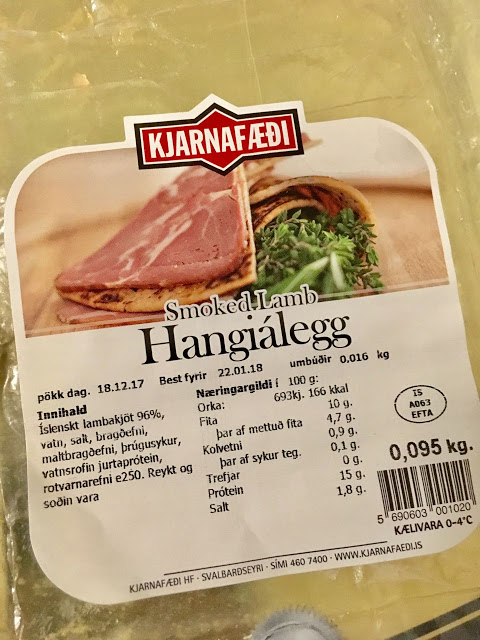 KJARNAFÆÐI
Smoked Lamb
Hangiálegg
pökk dag. 18.12.17 Best fyrir 22.01.18 umbúðir 0,016 kg
Innihald
Íslenskt lambakjöt 96%,
vatn, salt, bragðefni,
maltbragðefni, þrúgusykur,
vatnsrofin jurtaprótein,
rotvarnarefni e250. Reykt og
soðin vara
Næringargildi í 100 g:
Orka: 693kj. 166 kkal
Fita 10 g.
þar af mettuð fita 4,7 g.
Kolvetni 0,9 g.
þar af sykur teg. 0,1 g.
Trefjar 0 g.
Prótein 15 g.
Salt 1,8 g.
IS
A063
EFTA
0,095 kg.
5 690603 001020
KÆLIVARA 0-4°C
KJARNAFÆÐI HF · SVALBARÐSEYRI · SÍMI 460 7400 · WWW.KJARNAFAEDI.IS